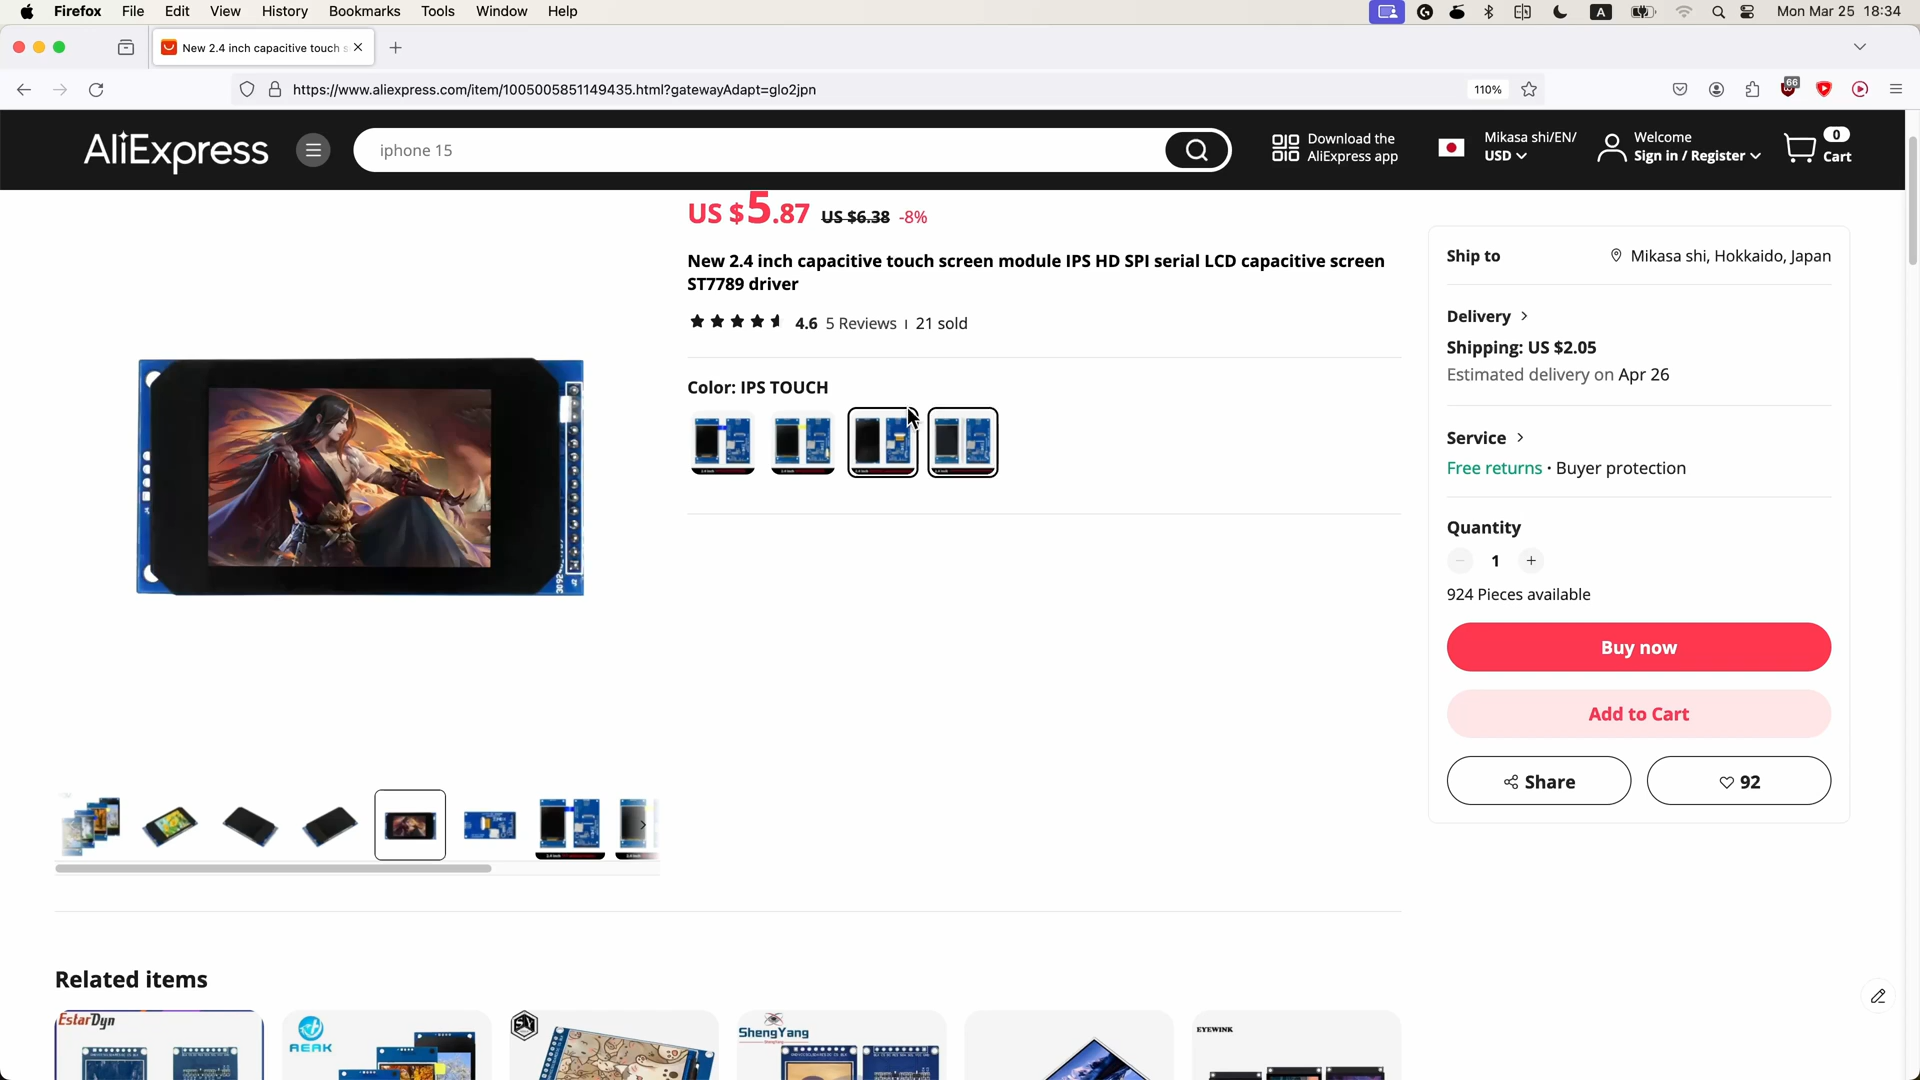 Firefox File Edit View History Bookmarks Tools Window Help
A
Mon Mar 25 18:34
New 2.4 inch capacitive touch s
https://www.aliexpress.com/item/1005005851149435.html?gatewayAdapt=glo2jpn
110%
66
AliExpress
iphone 15
Download the
AliExpress app
Mikasa shi/EN/
USD
Welcome
Sign in / Register
0
Cart
US $5.87 US $6.38 -8%
New 2.4 inch capacitive touch screen module IPS HD SPI serial LCD capacitive screen
ST7789 driver
4.6 5 Reviews 21 sold
Color: IPS TOUCH
Ship to
Mikasa shi, Hokkaido, Japan
Delivery
Shipping: US $2.05
Estimated delivery on Apr 26
Service
Free returns · Buyer protection
Quantity
1
924 Pieces available
Buy now
Add to Cart
Share
92
Related items
EstarDyn
AEAK
ShengYang
EYEWINK